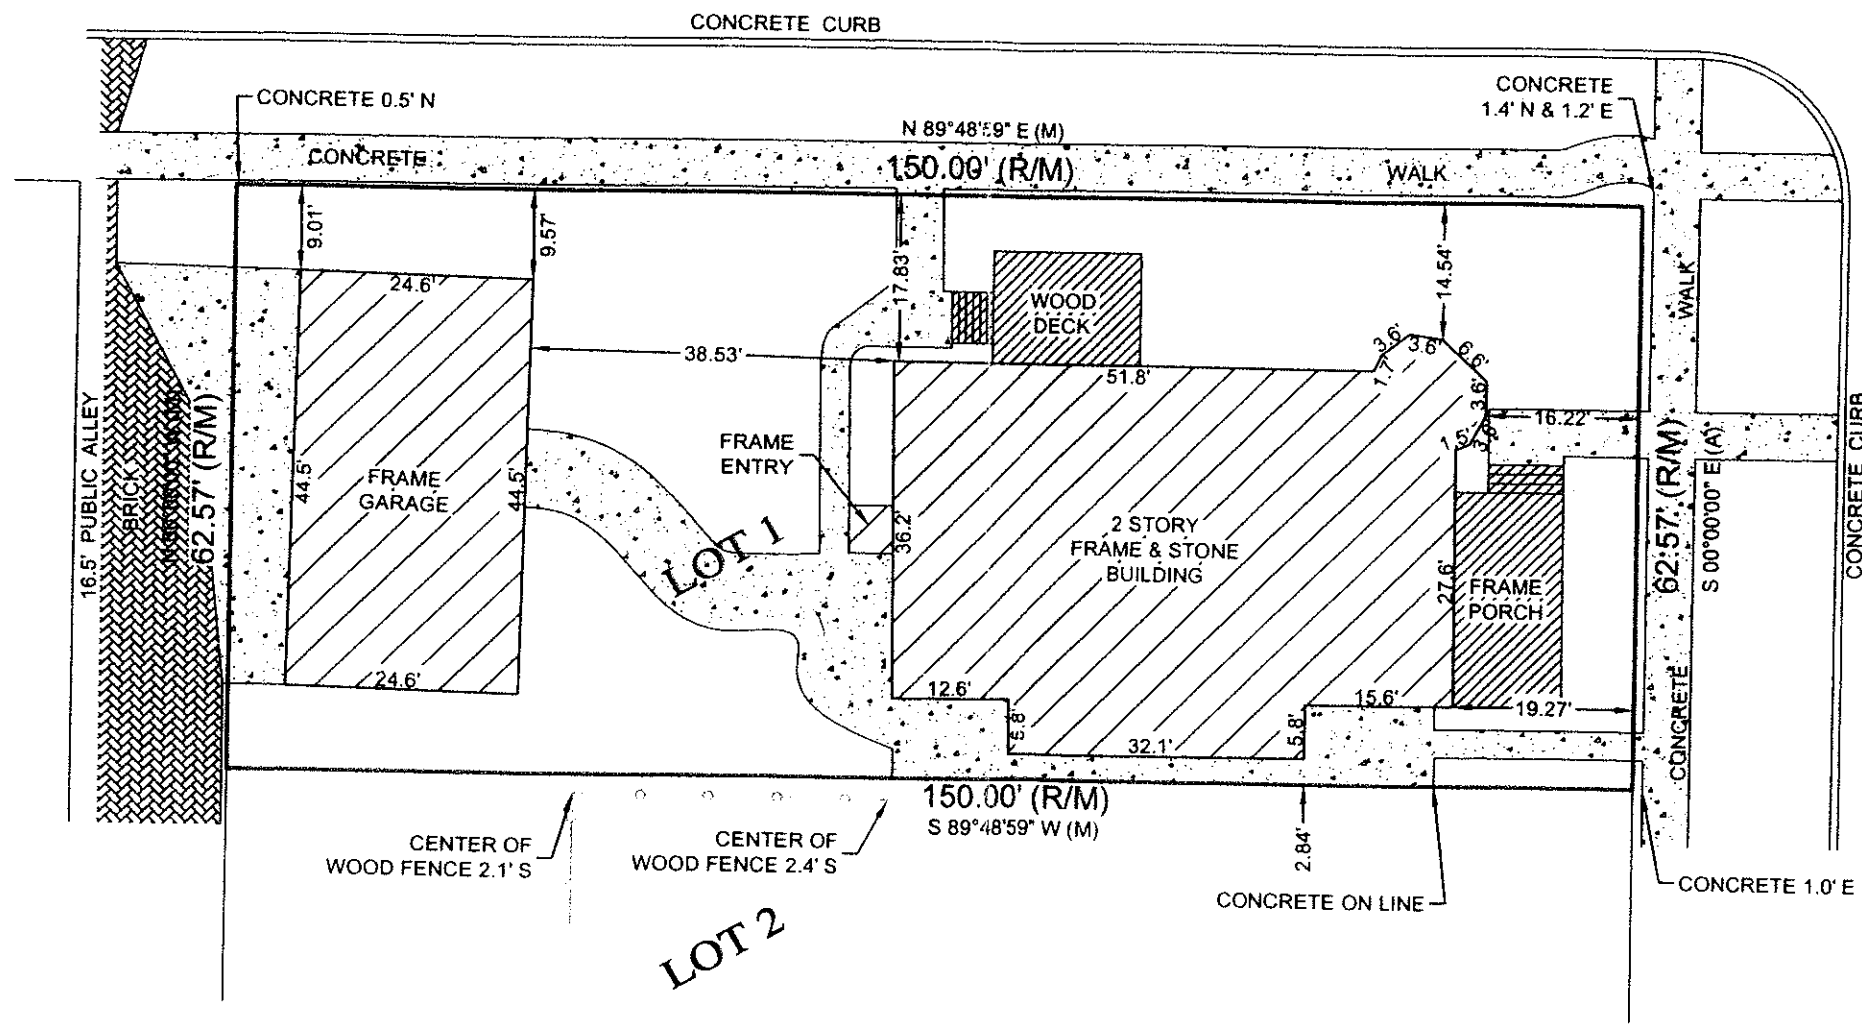 CONCRETE CURB
CONCRETE 0.5' N
CONCRETE
1.4' N & 1.2' E
N 89°48'59" E (M)
CONCRETE
150.00' (R/M)
WALK
9.01'
9.57'
17.83'
14.54'
WALK
24.6'
WOOD
DECK
38.53'
51.8'
3.6'
3.6'
6.6'
1.7'
3.6'
16.22'
1.5'
3.6'
16.5' PUBLIC ALLEY
BRICK
62.57' (R/M)
44.5'
FRAME
GARAGE
44.5'
FRAME
ENTRY
36.2'
LOT 1
2 STORY
FRAME & STONE
BUILDING
27.6'
FRAME
PORCH
62.57' (R/M)
S 00°00'00" E (A)
CONCRETE CURB
24.6'
12.6'
5.8'
32.1'
5.8'
15.6'
19.27'
CONCRETE
150.00' (R/M)
S 89°48'59" W (M)
CENTER OF
WOOD FENCE 2.1' S
CENTER OF
WOOD FENCE 2.4' S
2.84'
CONCRETE ON LINE
CONCRETE 1.0' E
LOT 2